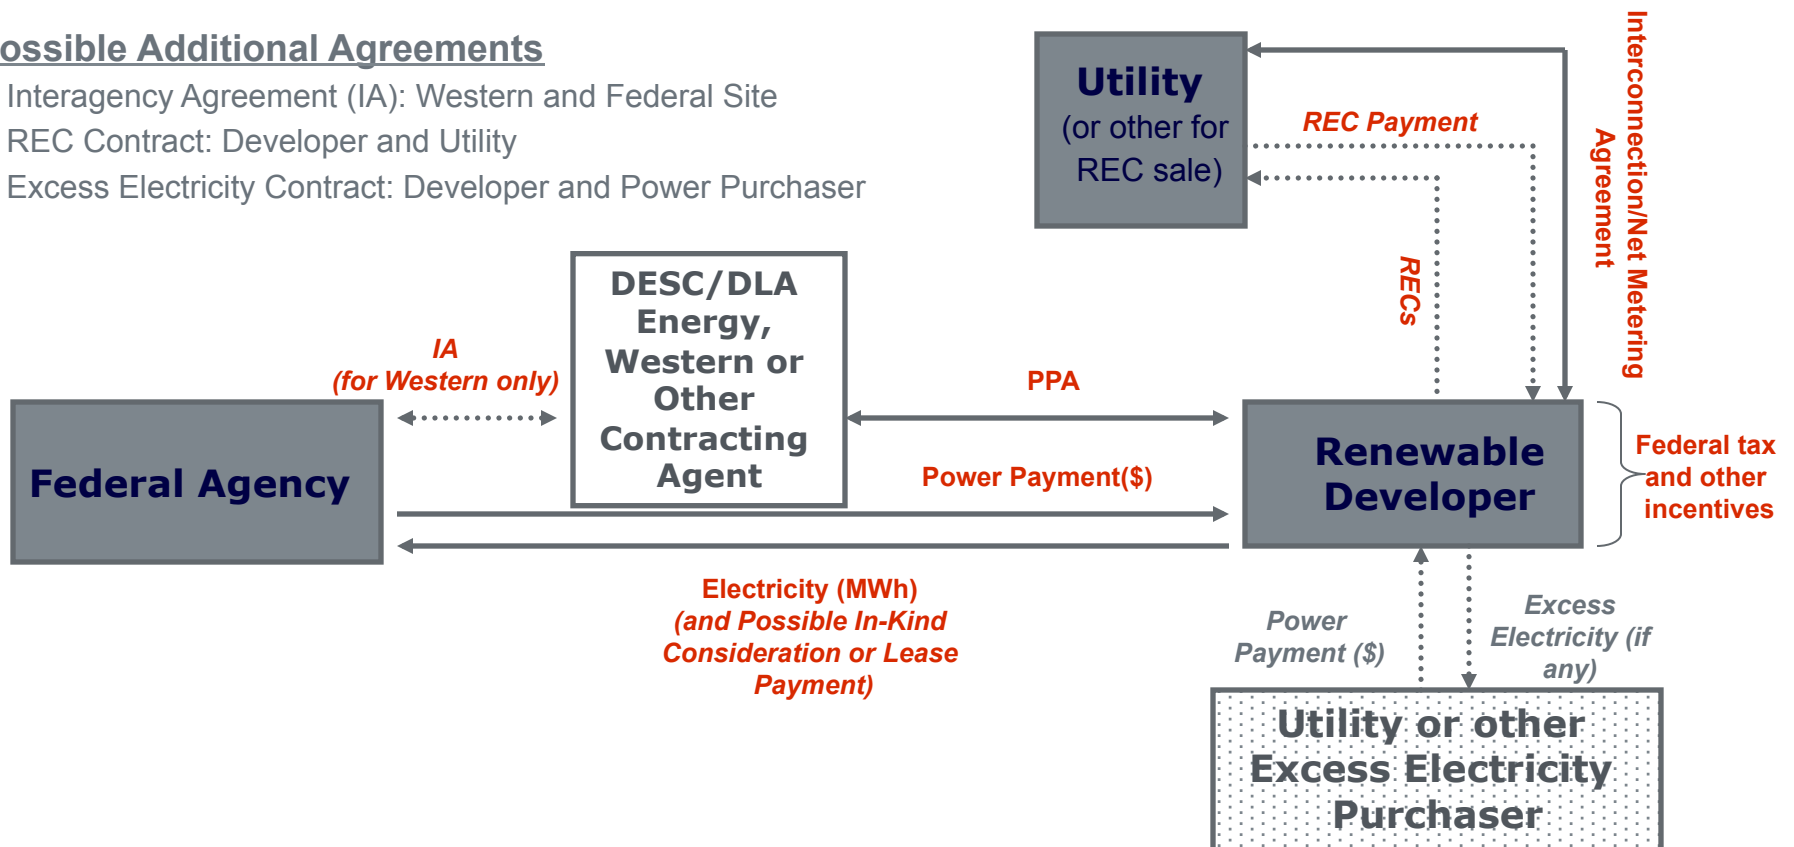 ossible Additional Agreements
Interagency Agreement (IA): Western and Federal Site
REC Contract: Developer and Utility
Excess Electricity Contract: Developer and Power Purchaser
Utility
(or other for
REC sale)
REC Payment
RECs
Interconnection/Net Metering
Agreement
DESC/DLA
Energy,
Western or
Other
Contracting
Agent
IA
(for Western only)
PPA
Federal Agency
Power Payment($)
Renewable
Developer
Federal tax
and other
incentives
Electricity (MWh)
(and Possible In-Kind
Consideration or Lease
Payment)
Power
Payment ($)
Excess
Electricity (if
any)
Utility or other
Excess Electricity
Purchaser